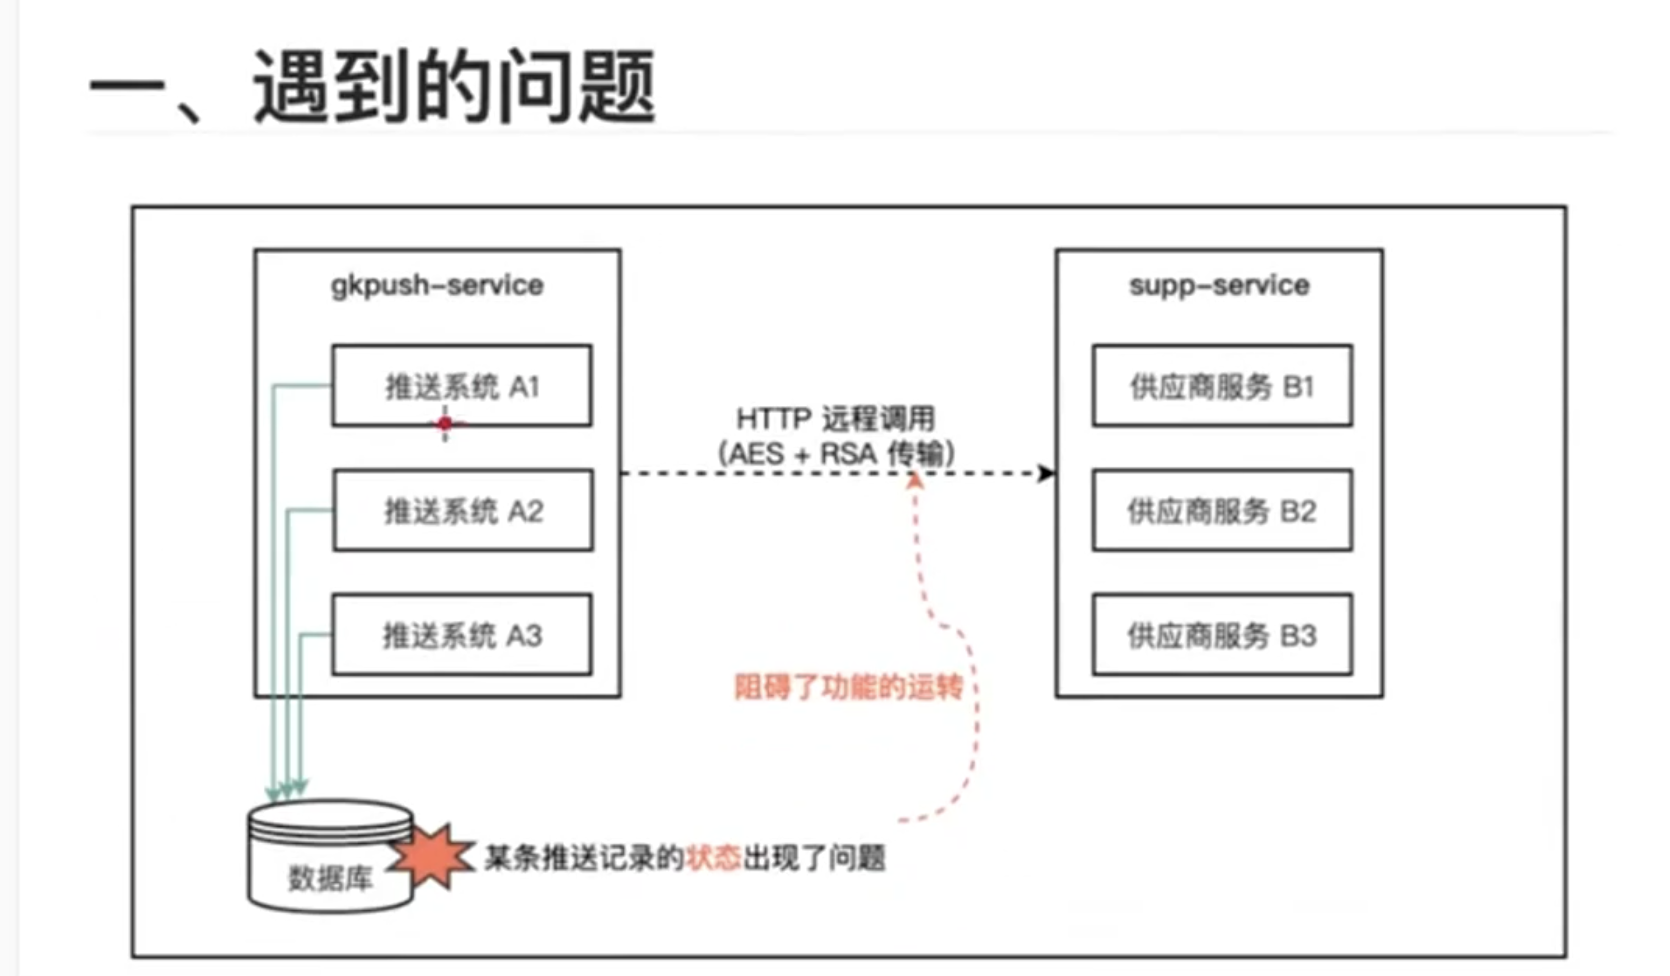 一、遇到的问题
gkpush-service
supp-service
推送系统 A1
供应商服务 B1
HTTP 远程调用
（AES + RSA 传输）
推送系统 A2
供应商服务 B2
推送系统 A3
供应商服务 B3
阻碍了功能的运转
数据库
某条推送记录的状态出现了问题